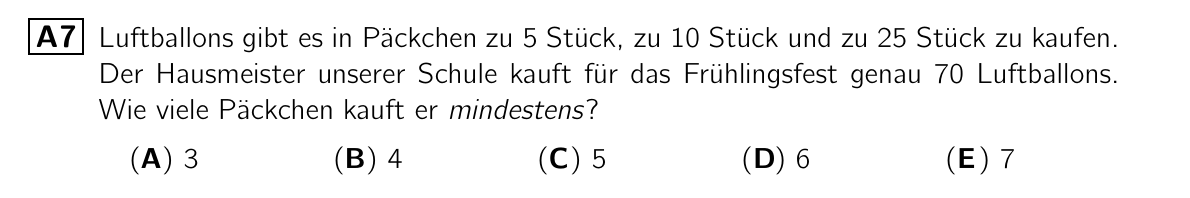 A7 Luftballons gibt es in Päckchen zu 5 Stück, zu 10 Stück und zu 25 Stück zu kaufen.
Der Hausmeister unserer Schule kauft für das Frühlingsfest genau 70 Luftballons.
Wie viele Päckchen kauft er mindestens?
(A) 3 (B) 4 (C) 5 (D) 6 (E) 7